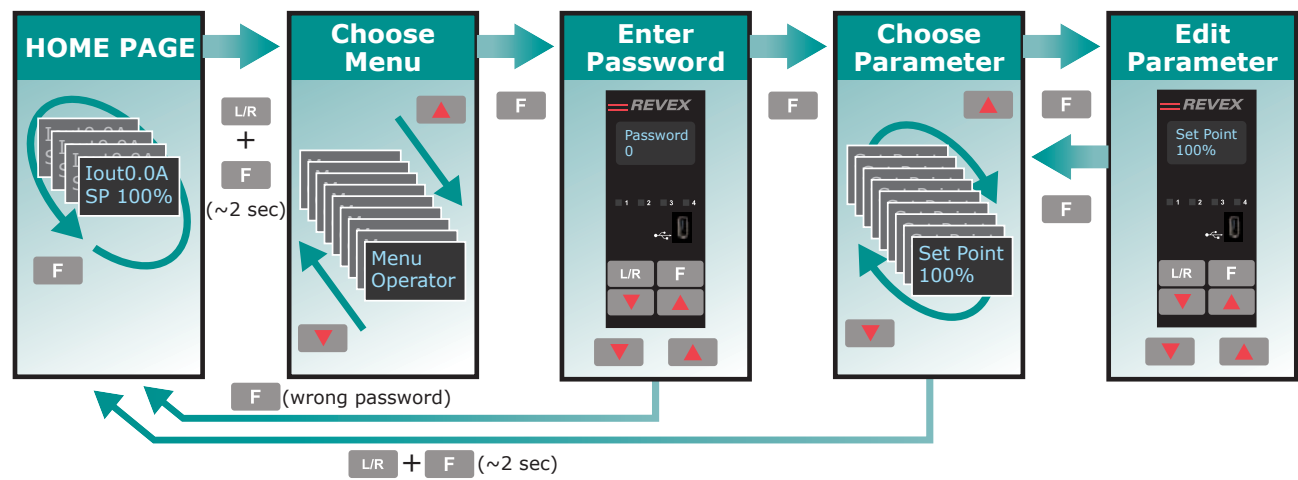 HOME PAGE
Iout0.0A
SP 100%
F
L/R
+
F
(~2 sec)
Choose
Menu
Menu
Operator
F
Enter
Password
REVEX
Password
0
1 2 3 4
L/R F
F
Choose
Parameter
Set Point
100%
F
F
Edit
Parameter
REVEX
Set Point
100%
1 2 3 4
L/R F
F (wrong password)
L/R + F (~2 sec)